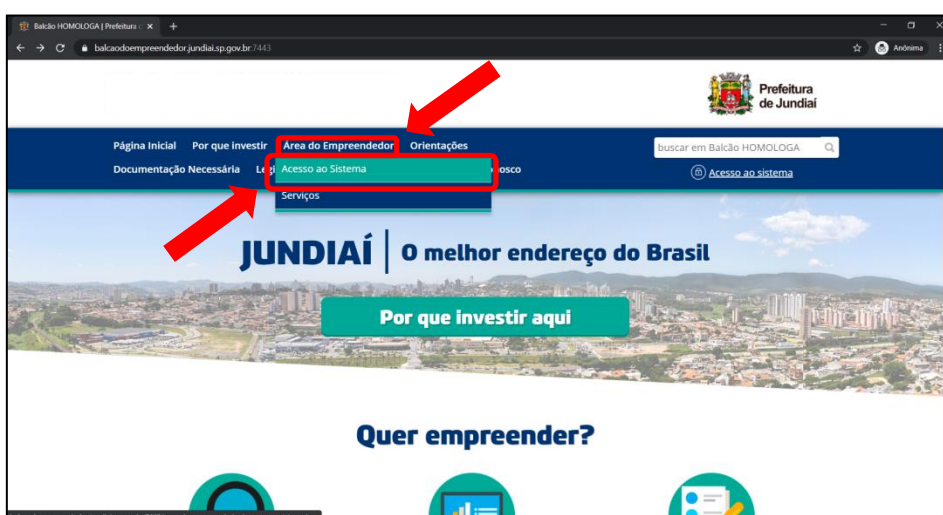 Balcão HOMOLOGA | Prefeitura
balcaodoempreendedor.jundiai.sp.gov.br:7443
Anônima
Prefeitura
de Jundiaí
Página Inicial Por que investir Área do Empreendedor Orientações
buscar em Balcão HOMOLOGA
Documentação Necessária Legi Acesso ao Sistema osco
Acesso ao sistema
Serviços
JUNDIAÍ | O melhor endereço do Brasil
Por que investir aqui
Quer empreender?